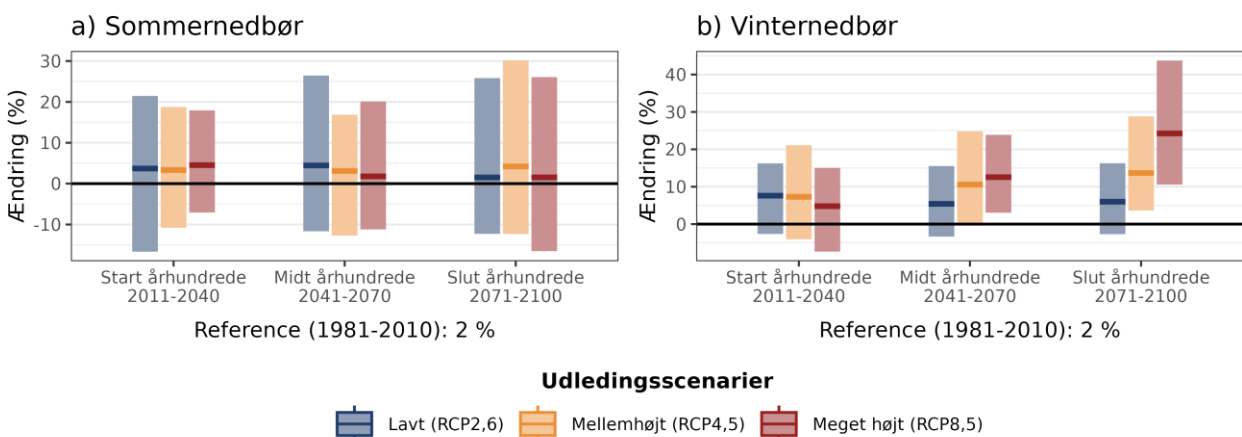 a) Sommernedbør
Ændring (%)
30
20
10
0
-10
Start århundrede
2011-2040
Midt århundrede
2041-2070
Slut århundrede
2071-2100
Reference (1981-2010): 2 %
b) Vinternedbør
Ændring (%)
40
30
20
10
0
Start århundrede
2011-2040
Midt århundrede
2041-2070
Slut århundrede
2071-2100
Reference (1981-2010): 2 %
Udledingsscenarier
Lavt (RCP2,6)
Mellemhøjt (RCP4,5)
Meget højt (RCP8,5)